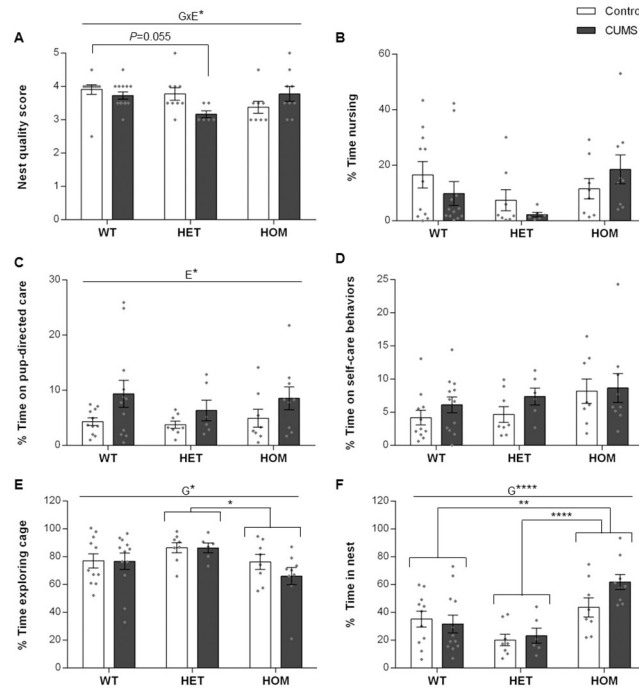 Control
CUMS
A
GxE*
P=0.055
Nest quality score
5
4
3
2
1
0
WT
HET
HOM
B
% Time nursing
60
40
20
0
WT
HET
HOM
C
E*
% Time on pup-directed care
30
20
10
0
WT
HET
HOM
D
% Time on self-care behaviors
25
20
15
10
5
0
WT
HET
HOM
E
G*
*
% Time exploring cage
120
100
80
60
40
20
0
WT
HET
HOM
F
G****
**
****
% Time in nest
120
100
80
60
40
20
0
WT
HET
HOM